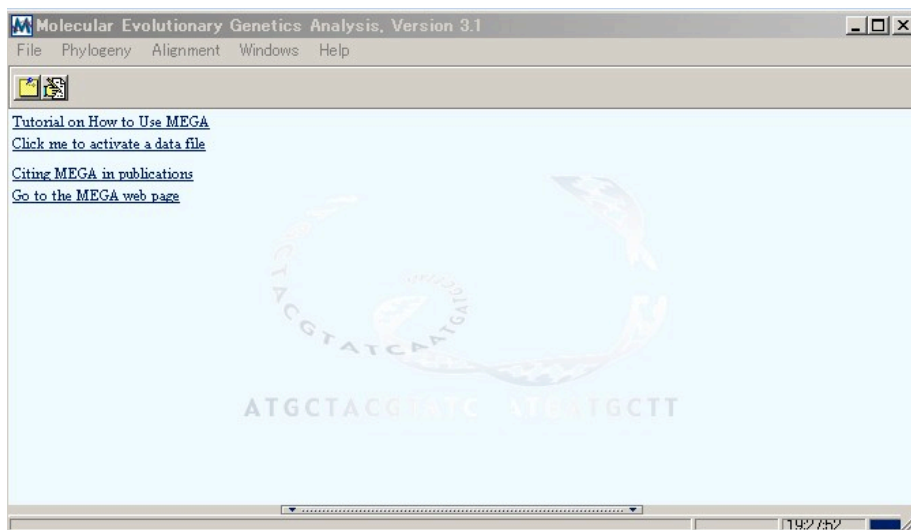 Molecular Evolutionary Genetics Analysis, Version 3.1
File Phylogeny Alignment Windows Help
Tutorial on How to Use MEGA
Click me to activate a data file
Citing MEGA in publications
Go to the MEGA web page
19:27:52